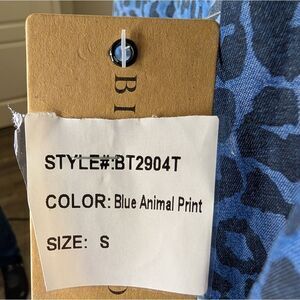 STYLE#:BT2904T
COLOR: Blue Animal Print
SIZE: S